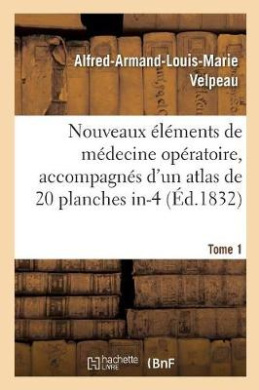 Alfred-Armand-Louis-Marie
Velpeau
Nouveaux éléments de médecine
opératoire, accompagnés d'un atlas
de 20 planches in-4 (Éd.1832)
Tome 1
hachette
LIVRE
{BnF